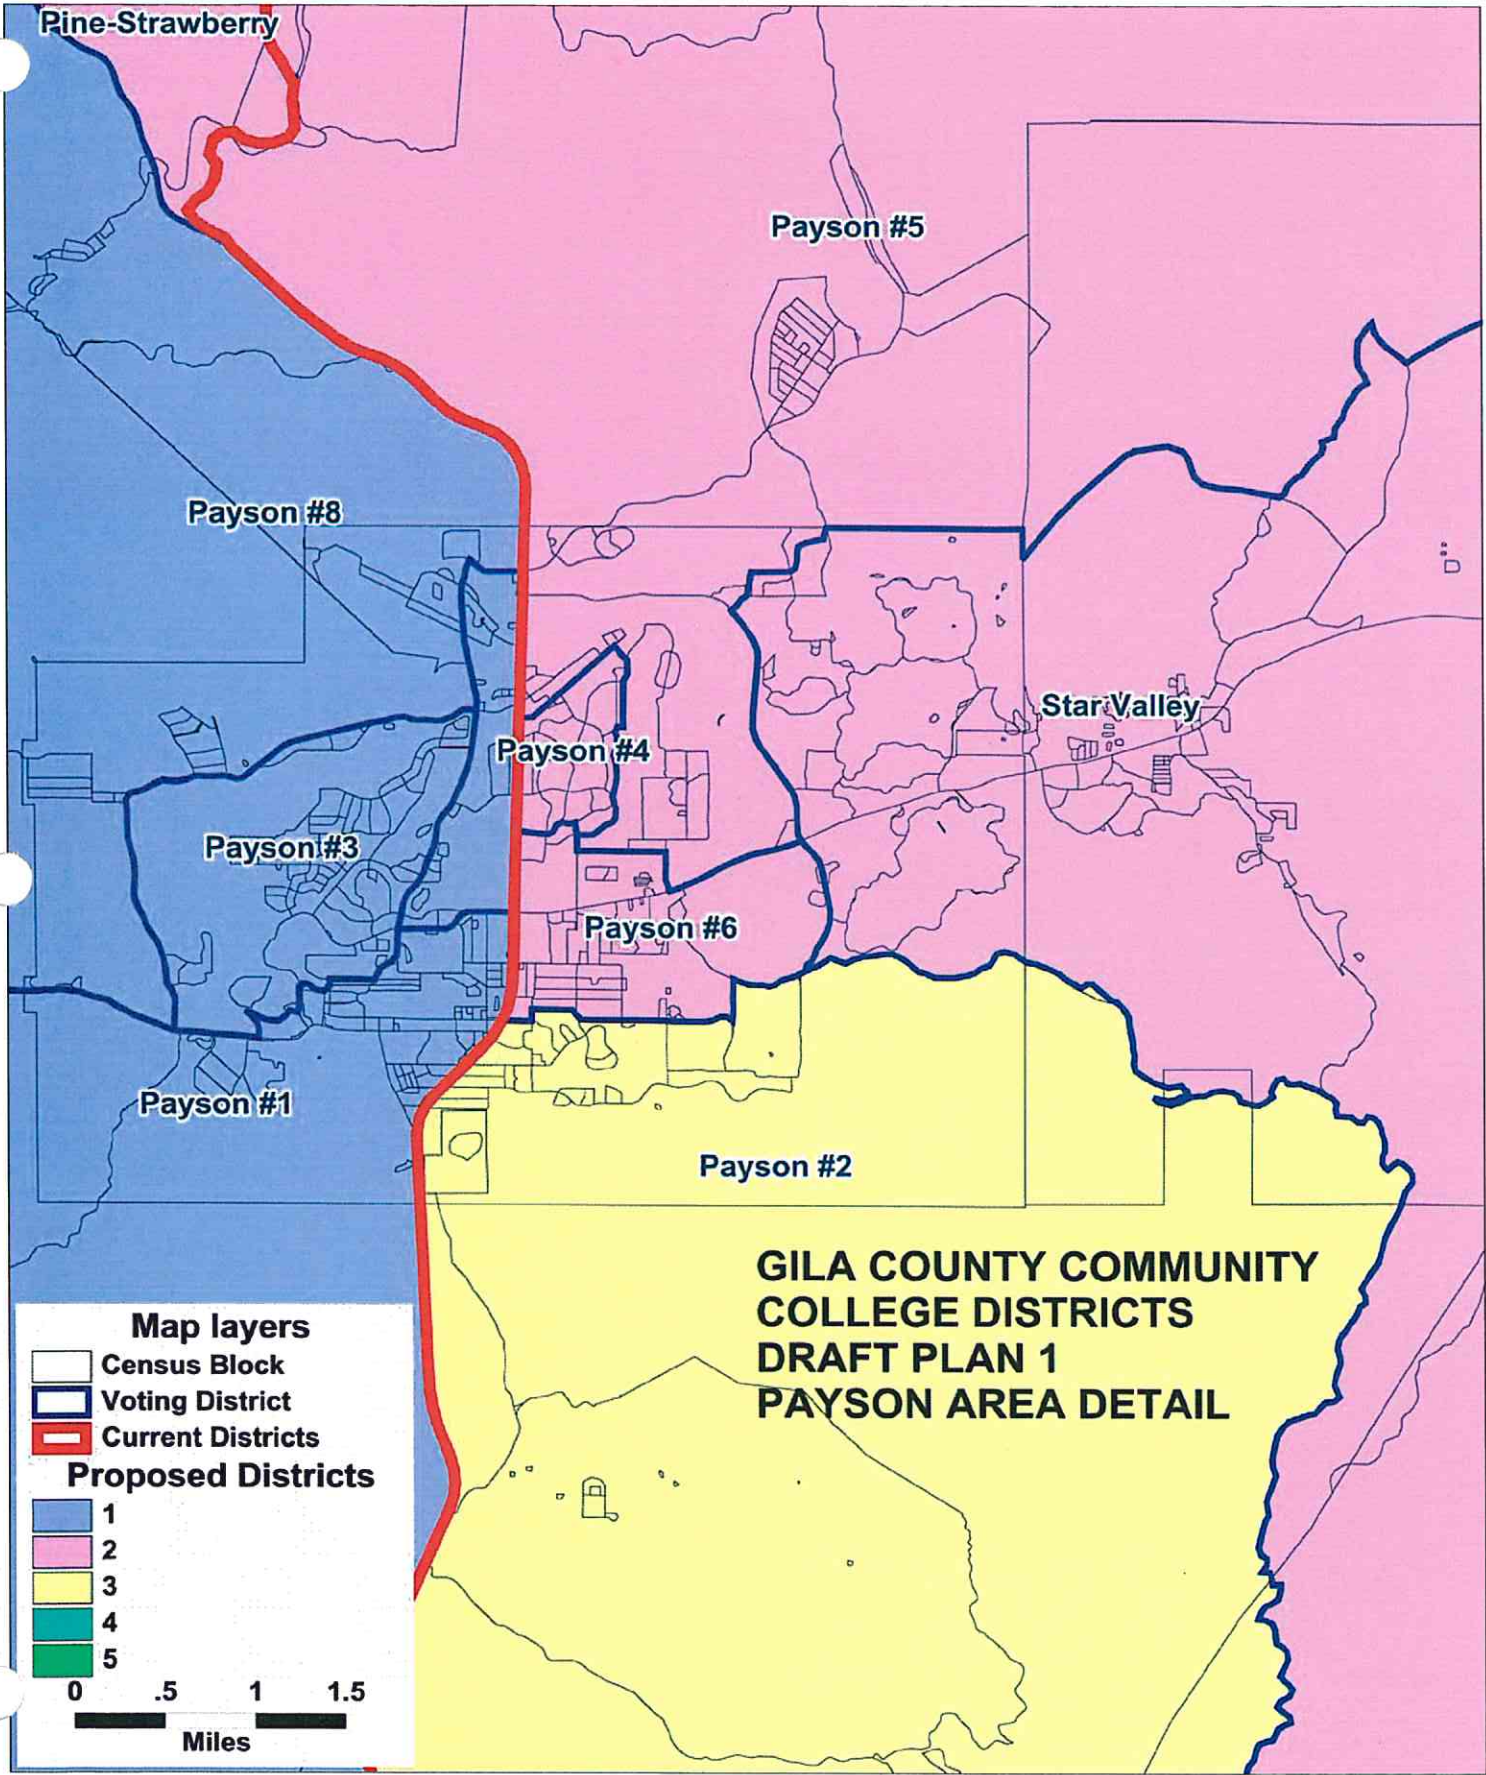 Pine-Strawberry
Payson #5
Payson #8
Star Valley
Payson #4
Payson #3
Payson #6
Payson #1
Payson #2
GILA COUNTY COMMUNITY
COLLEGE DISTRICTS
DRAFT PLAN 1
PAYSON AREA DETAIL
Map layers
Census Block
Voting District
Current Districts
Proposed Districts
1
2
3
4
5
0 .5 1 1.5
Miles